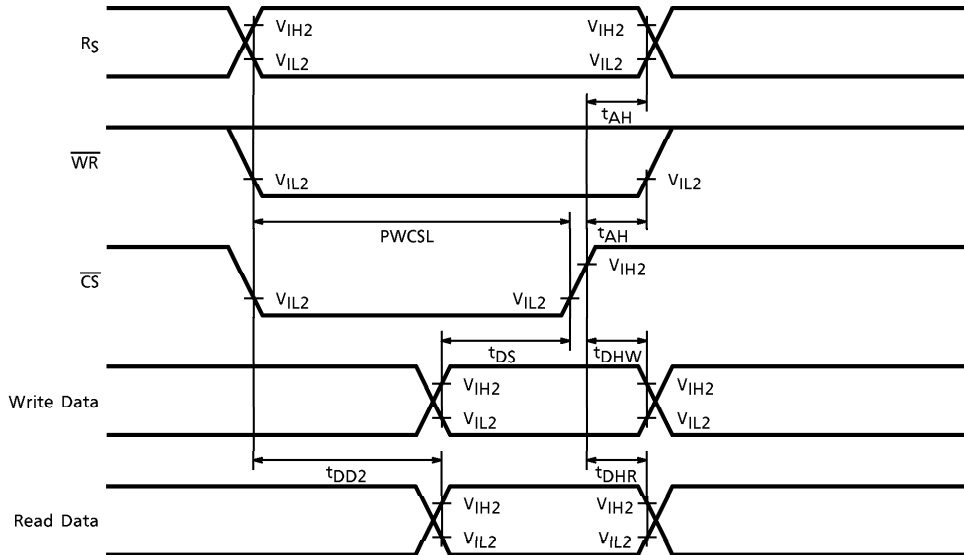 RS
VIH2
VIL2
VIH2
VIL2
tAH
WR
VIL2
VIL2
PWCSL
tAH
CS
VIL2
VIL2
VIH2
tDS
tDHW
Write Data
VIH2
VIL2
VIH2
VIL2
tDD2
tDHR
Read Data
VIH2
VIL2
VIH2
VIL2